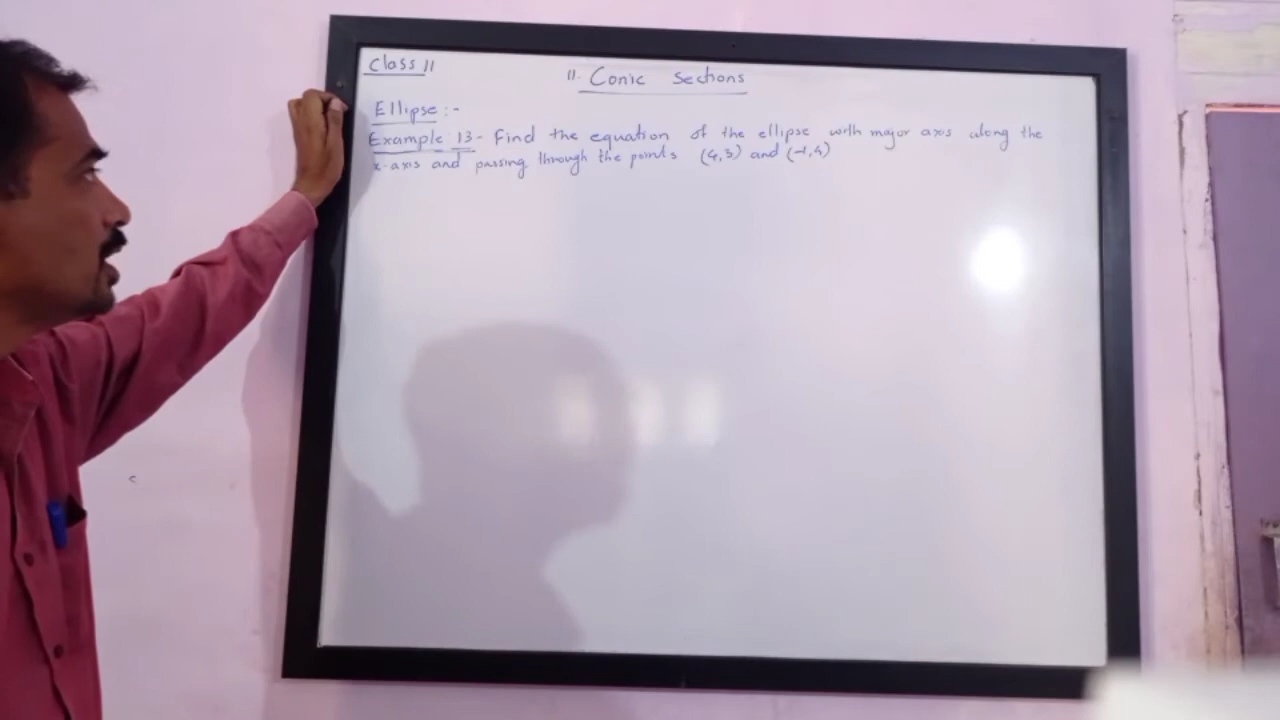 Class 11
11. Conic Sections
Ellipse :-
Example 13 - Find the equation of the ellipse with major axis along the
x-axis and passing through the points (4,3) and (-1,4)